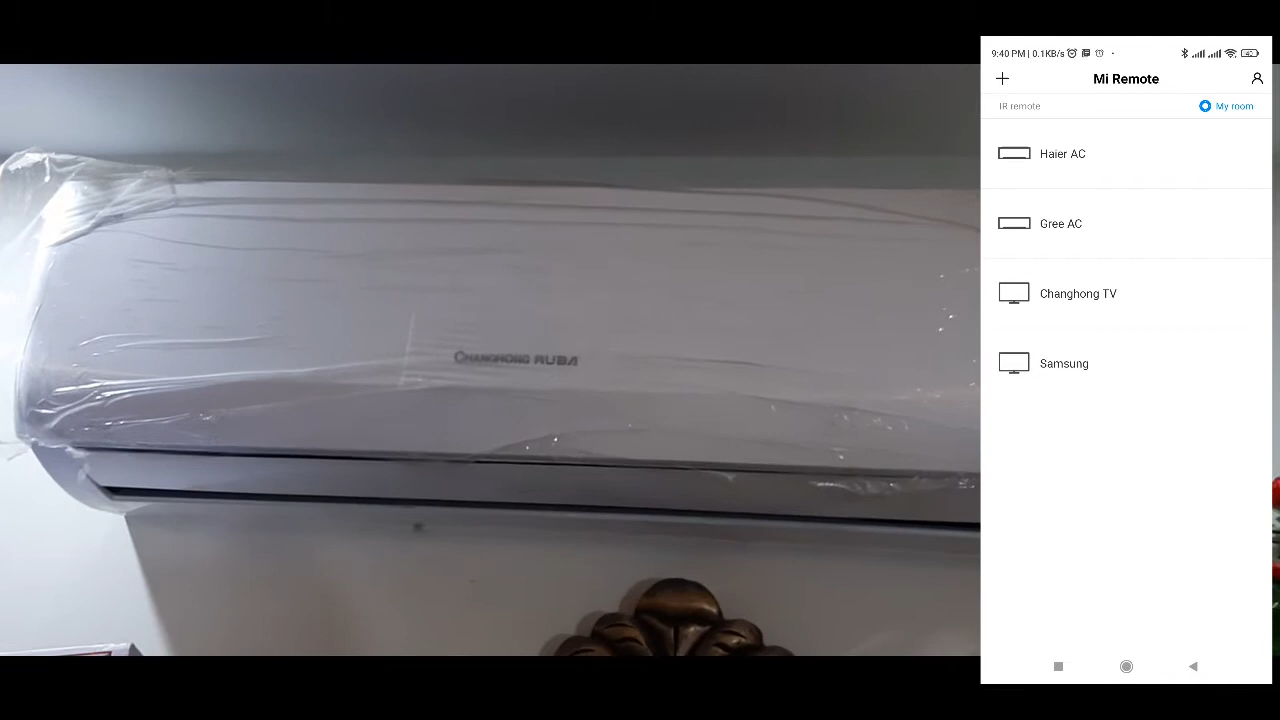 CHANGHONG RUBA
9:40 PM | 0.1KB/s
Mi Remote
IR remote
My room
Haier AC
Gree AC
Changhong TV
Samsung